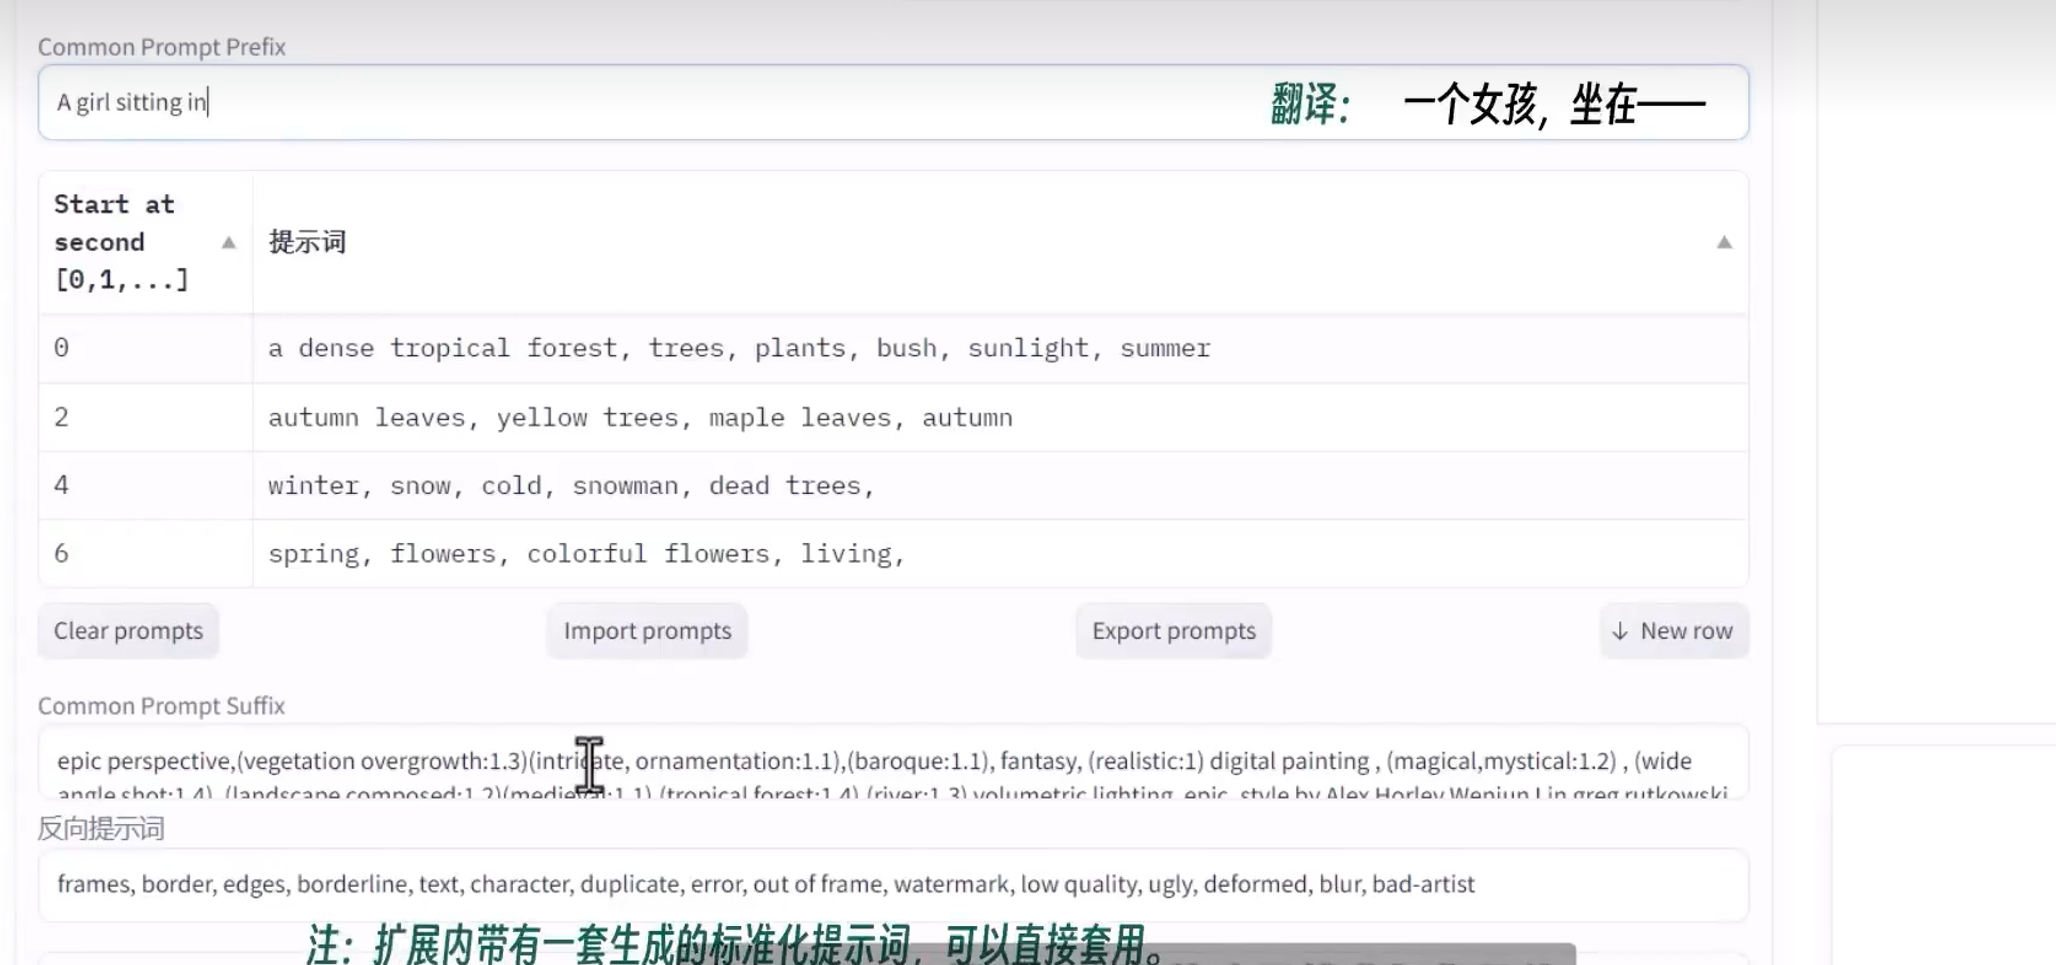 Common Prompt Prefix
A girl sitting in
翻译： 一个女孩，坐在——
Start at
second
[0,1,...]
提示词
0
a dense tropical forest, trees, plants, bush, sunlight, summer
2
autumn leaves, yellow trees, maple leaves, autumn
4
winter, snow, cold, snowman, dead trees,
6
spring, flowers, colorful flowers, living,
Clear prompts
Import prompts
Export prompts
↓ New row
Common Prompt Suffix
epic perspective,(vegetation overgrowth:1.3)(intricate, ornamentation:1.1),(baroque:1.1), fantasy, (realistic:1) digital painting , (magical,mystical:1.2) , (wide
angle shot:1.4), (landscape composed:1.2)(medieval:1.1),(tropical forest:1.4),(river:1.3) volumetric lighting, epic, style by Alex Horley Wenjun Lin greg rutkowski
反向提示词
frames, border, edges, borderline, text, character, duplicate, error, out of frame, watermark, low quality, ugly, deformed, blur, bad-artist
注：扩展内带有一套生成的标准化提示词，可以直接套用。